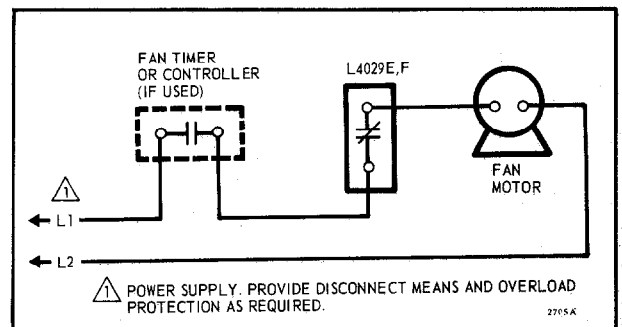 FAN TIMER
OR CONTROLLER
(IF USED)
L4029E,F
FAN
MOTOR
1
L1
L2
1 POWER SUPPLY. PROVIDE DISCONNECT MEANS AND OVERLOAD
PROTECTION AS REQUIRED.
2705A